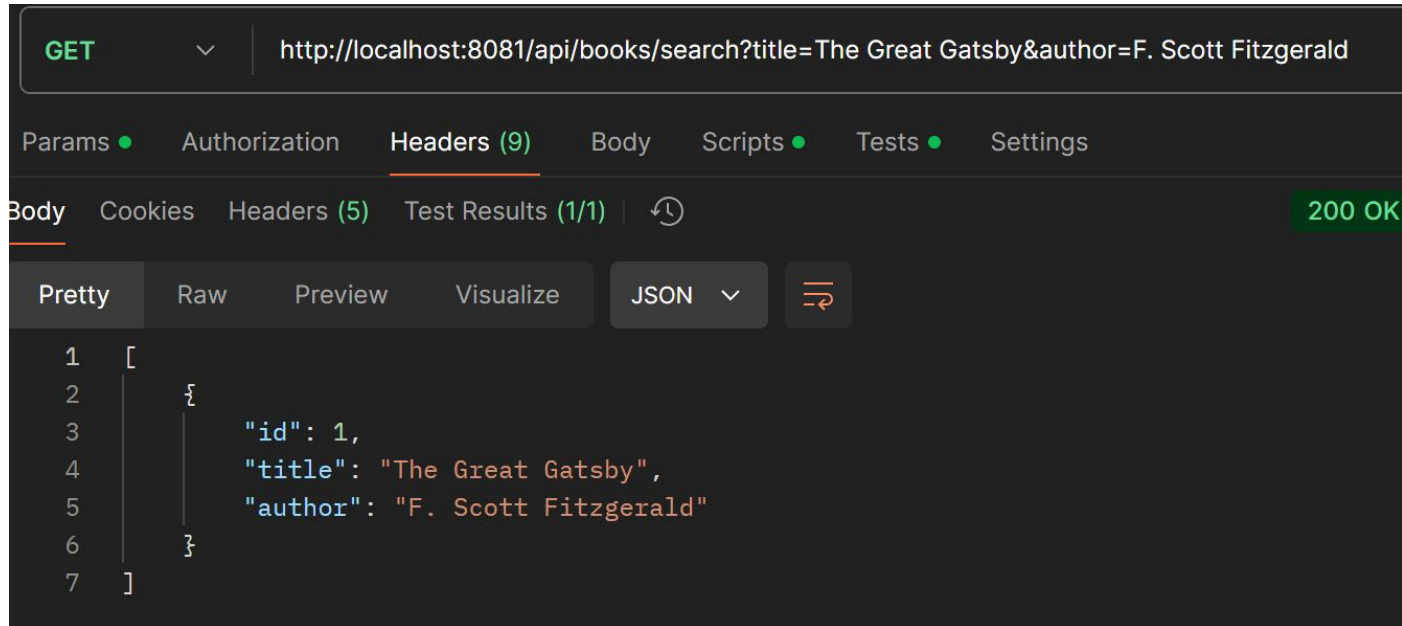 GET http://localhost:8081/api/books/search?title=The Great Gatsby&author=F. Scott Fitzgerald
Params Authorization Headers (9) Body Scripts Tests Settings
Body Cookies Headers (5) Test Results (1/1) 200 OK
Pretty Raw Preview Visualize JSON
1 [
2 {
3 "id": 1,
4 "title": "The Great Gatsby",
5 "author": "F. Scott Fitzgerald"
6 }
7 ]